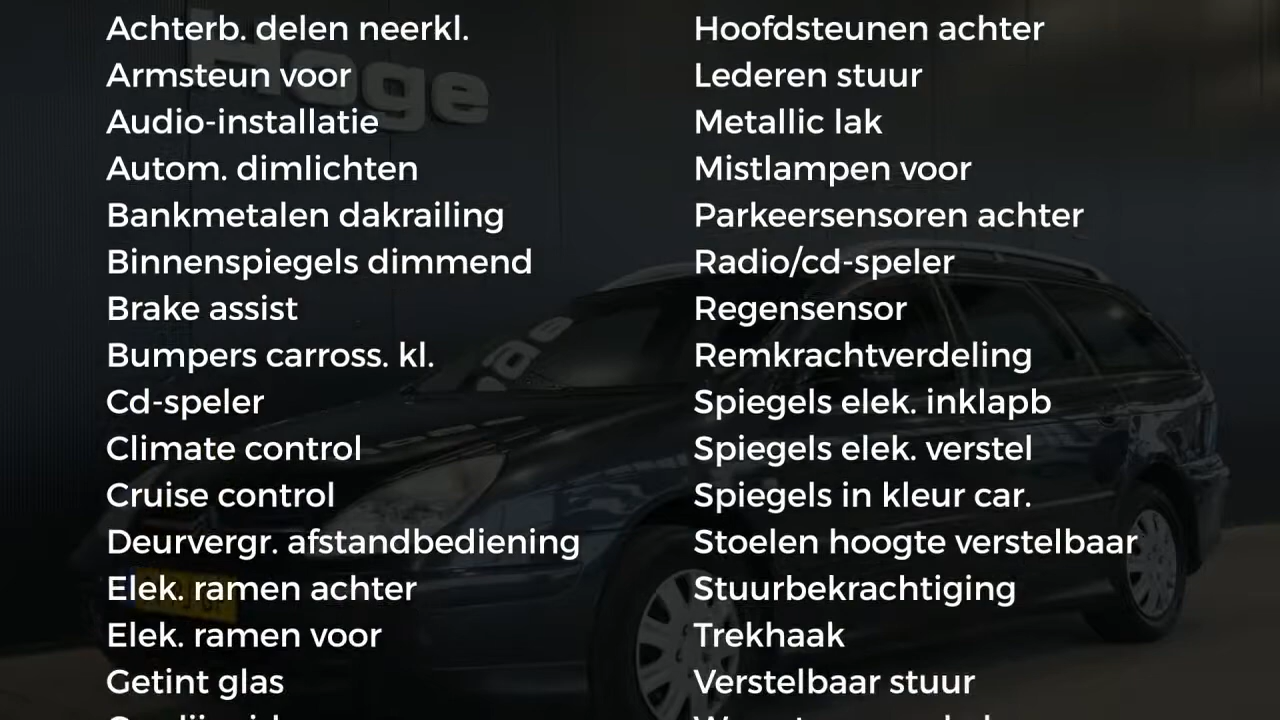 Achterb. delen neerkl.
Armsteun voor
Audio-installatie
Autom. dimlichten
Bankmetalen dakrailing
Binnenspiegels dimmend
Brake assist
Bumpers carross. kl.
Cd-speler
Climate control
Cruise control
Deurvergr. afstandbediening
Elek. ramen achter
Elek. ramen voor
Getint glas
Hoofdsteunen achter
Lederen stuur
Metallic lak
Mistlampen voor
Parkeersensoren achter
Radio/cd-speler
Regensensor
Remkrachtverdeling
Spiegels elek. inklapb
Spiegels elek. verstel
Spiegels in kleur car.
Stoelen hoogte verstelbaar
Stuurbekrachtiging
Trekhaak
Verstelbaar stuur
Hage